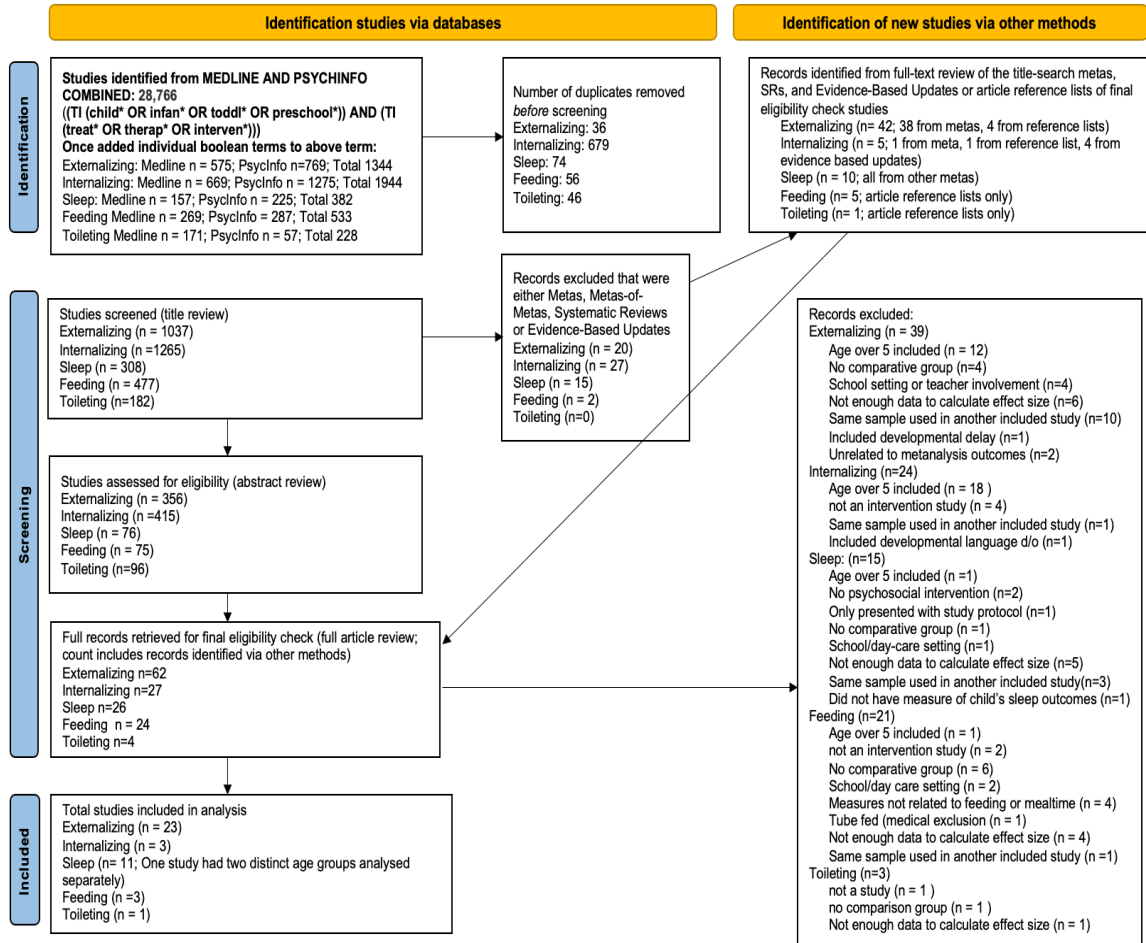 Identification studies via databases
Identification of new studies via other methods
Identification
Studies identified from MEDLINE AND PSYCHINFO
COMBINED: 28,766
((TI (child* OR infan* OR toddl* OR preschool*)) AND (TI
(treat* OR therap* OR interven*)))
Once added individual boolean terms to above term:
Externalizing: Medline n = 575; PsycInfo n=769; Total 1344
Internalizing: Medline n = 669; PsycInfo n = 1275; Total 1944
Sleep: Medline n = 157; PsycInfo n = 225; Total 382
Feeding Medline n = 269; PsycInfo n = 287; Total 533
Toileting Medline n = 171; PsycInfo n = 57; Total 228
Number of duplicates removed
before screening
Externalizing: 36
Internalizing: 679
Sleep: 74
Feeding: 56
Toileting: 46
Records identified from full-text review of the title-search metas,
SRs, and Evidence-Based Updates or article reference lists of final
eligibility check studies
Externalizing (n= 42; 38 from metas, 4 from reference lists)
Internalizing (n = 5; 1 from meta, 1 from reference list, 4 from
evidence based updates)
Sleep (n = 10; all from other metas)
Feeding (n= 5; article reference lists only)
Toileting (n= 1; article reference lists only)
Screening
Studies screened (title review)
Externalizing (n = 1037)
Internalizing (n =1265)
Sleep (n = 308)
Feeding (n = 477)
Toileting (n=182)
Records excluded that were
either Metas, Metas-of-
Metas, Systematic Reviews
or Evidence-Based Updates
Externalizing (n = 20)
Internalizing (n = 27)
Sleep (n = 15)
Feeding (n = 2)
Toileting (n=0)
Studies assessed for eligibility (abstract review)
Externalizing (n = 356)
Internalizing (n =415)
Sleep (n = 76)
Feeding (n = 75)
Toileting (n=96)
Full records retrieved for final eligibility check (full article review;
count includes records identified via other methods)
Externalizing n=62
Internalizing n=27
Sleep n=26
Feeding n = 24
Toileting n=4
Records excluded:
Externalizing (n = 39)
Age over 5 included (n = 12)
No comparative group (n=4)
School setting or teacher involvement (n=4)
Not enough data to calculate effect size (n=6)
Same sample used in another included study (n=10)
Included developmental delay (n=1)
Unrelated to metanalysis outcomes (n=2)
Internalizing (n=24)
Age over 5 included (n = 18 )
not an intervention study (n = 4)
Same sample used in another included study (n=1)
Included developmental language d/o (n=1)
Sleep: (n=15)
Age over 5 included (n =1)
No psychosocial intervention (n=2)
Only presented with study protocol (n=1)
No comparative group (n =1)
School/day-care setting (n=1)
Not enough data to calculate effect size (n=5)
Same sample used in another included study(n=3)
Did not have measure of child's sleep outcomes (n=1)
Feeding (n=21)
Age over 5 included (n = 1)
not an intervention study (n = 2)
No comparative group (n = 6)
School/day care setting (n = 2)
Measures not related to feeding or mealtime (n = 4)
Tube fed (medical exclusion (n = 1)
Not enough data to calculate effect size (n = 4)
Same sample used in another included study (n =1)
Toileting (n=3)
not a study (n = 1 )
no comparison group (n = 1 )
Not enough data to calculate effect size (n = 1)
Included
Total studies included in analysis
Externalizing (n = 23)
Internalizing (n = 3)
Sleep (n= 11; One study had two distinct age groups analysed
separately)
Feeding (n =3)
Toileting (n = 1)